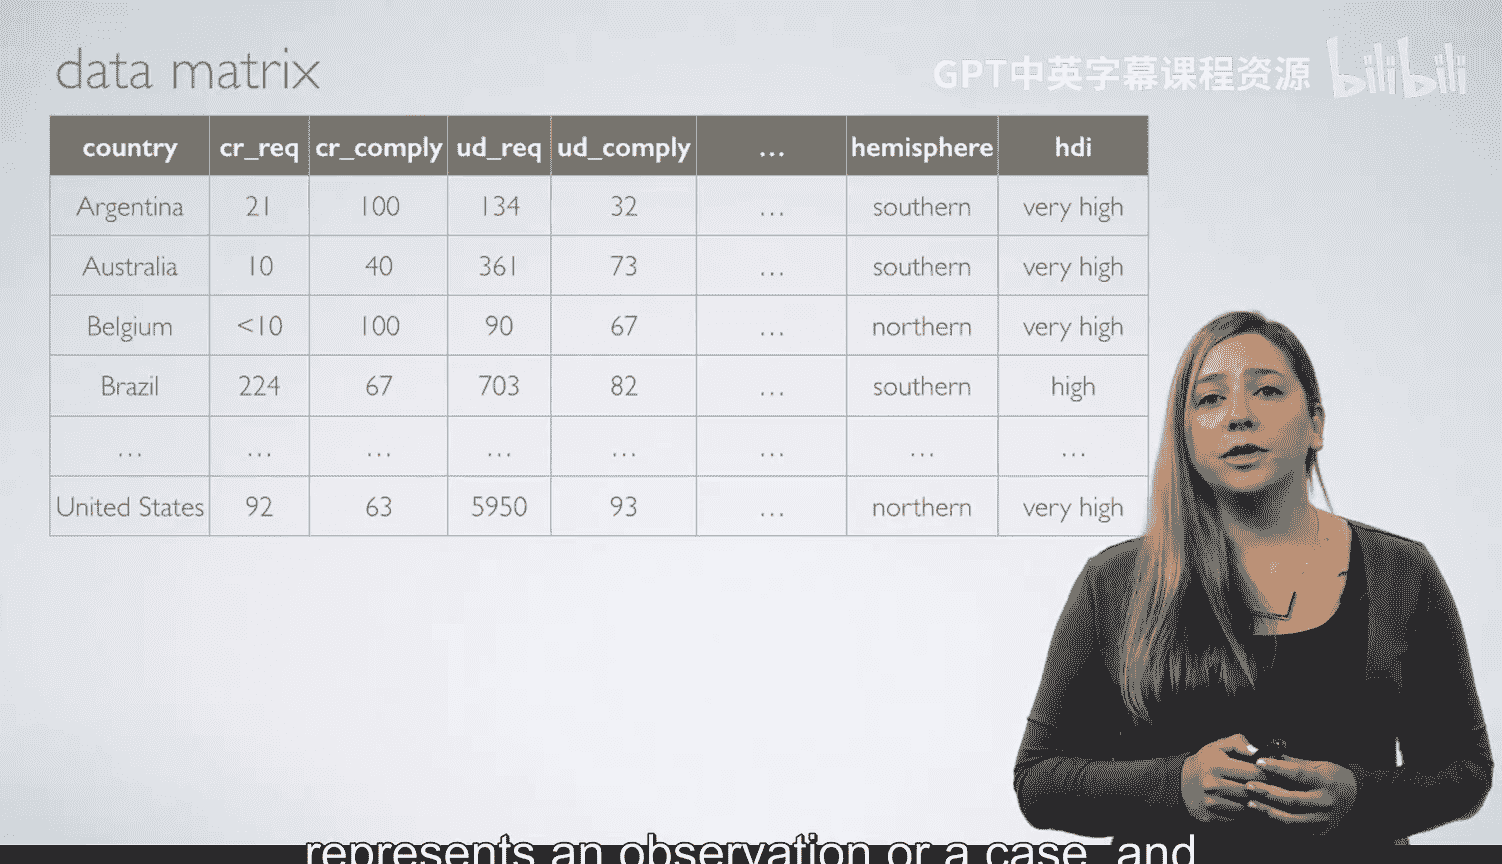 data matrix
GPT中英字幕课程资源 bilibili
country cr_req cr_comply ud_req ud_comply ... hemisphere hdi
Argentina 21 100 134 32 ... southern very high
Australia 10 40 361 73 ... southern very high
Belgium <10 100 90 67 ... northern very high
Brazil 224 67 703 82 ... southern high
... ... ... ... ... ... ... ...
United States 92 63 5950 93 ... northern very high
represents an observation or a case, and